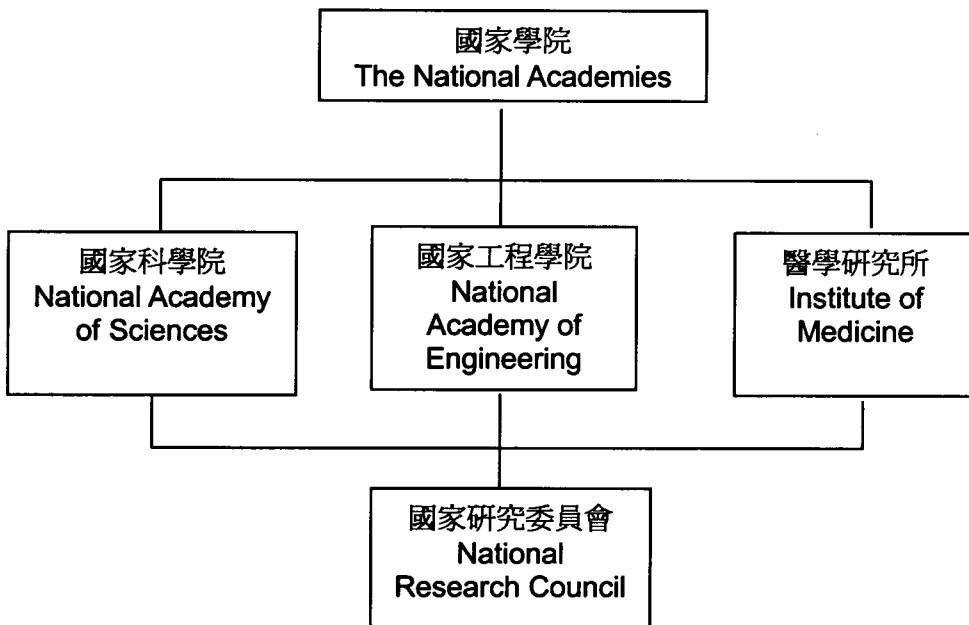 國家學院
The National Academies
國家科學院
National Academy
of Sciences
國家工程學院
National
Academy of
Engineering
醫學研究所
Institute of
Medicine
國家研究委員會
National
Research Council